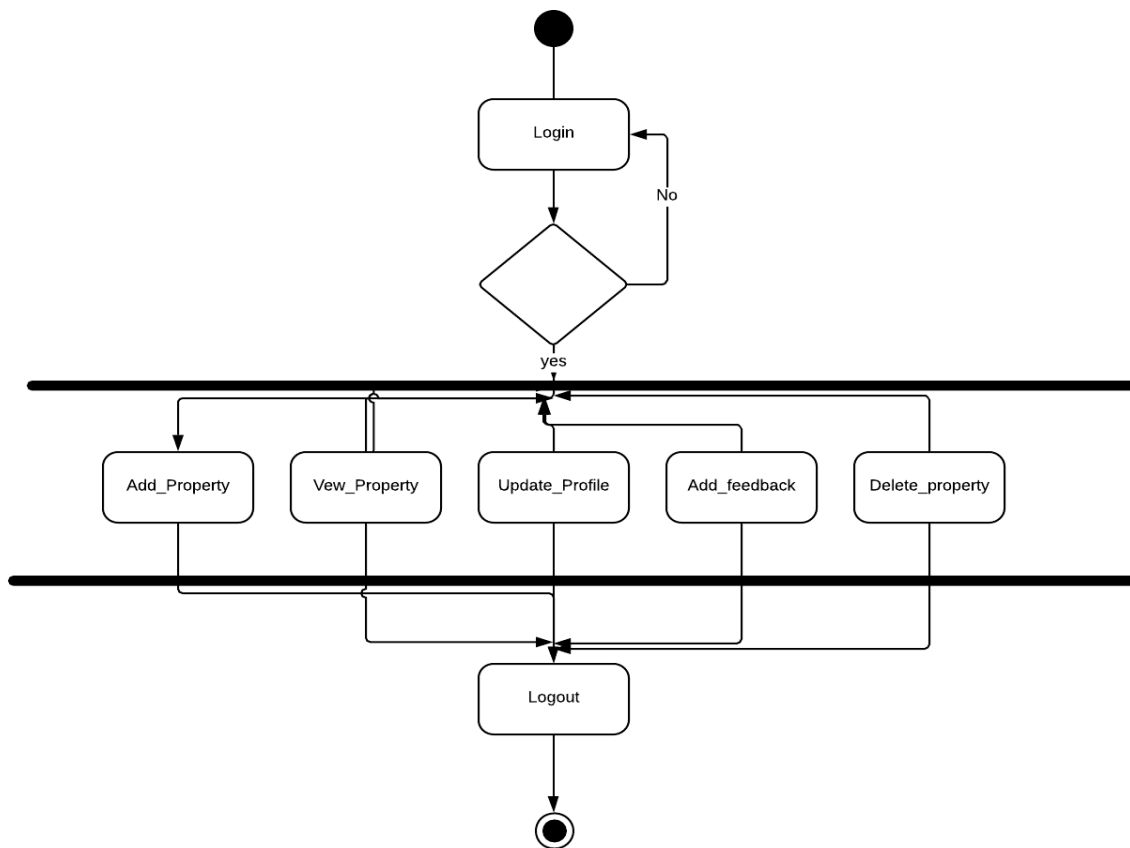 Login
No
yes
Add_Property
Vew_Property
Update_Profile
Add_feedback
Delete_property
Logout